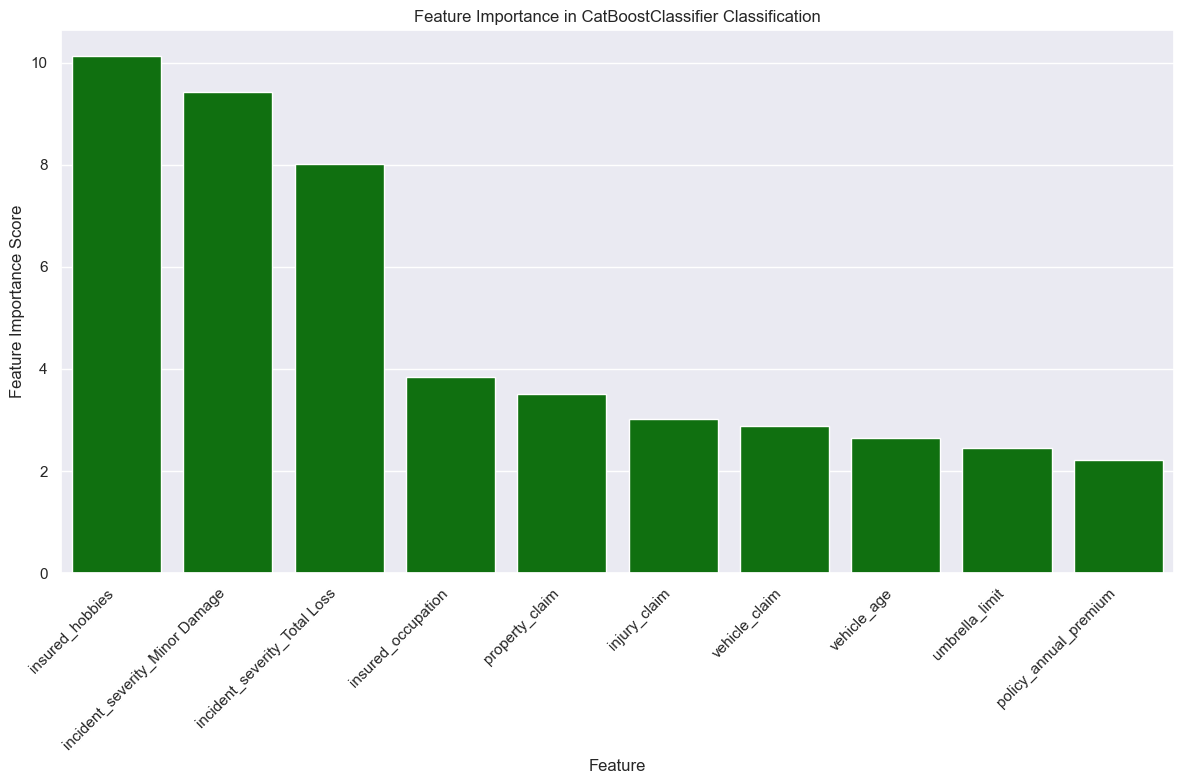 Feature Importance in CatBoostClassifier Classification
Feature Importance Score
10
8
6
4
2
0
insured_hobbies
incident_severity_Minor Damage
incident_severity_Total Loss
insured_occupation
property_claim
injury_claim
vehicle_claim
vehicle_age
umbrella_limit
policy_annual_premium
Feature